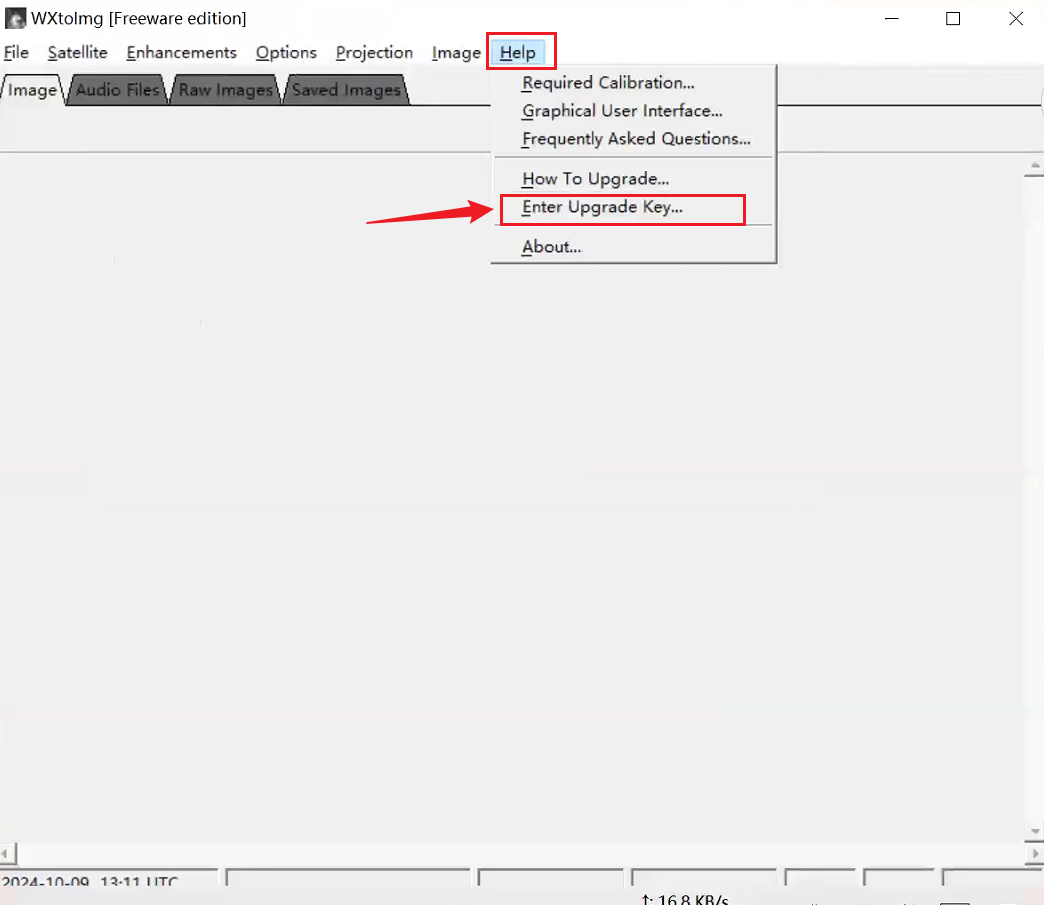 WXtoImg [Freeware edition]
File Satellite Enhancements Options Projection Image Help
Image Audio Files Raw Images Saved Images
Required Calibration...
Graphical User Interface...
Frequently Asked Questions...
How To Upgrade...
Enter Upgrade Key...
About...
2024-10-09 13:11 UTC
↑: 16.8 KB/s